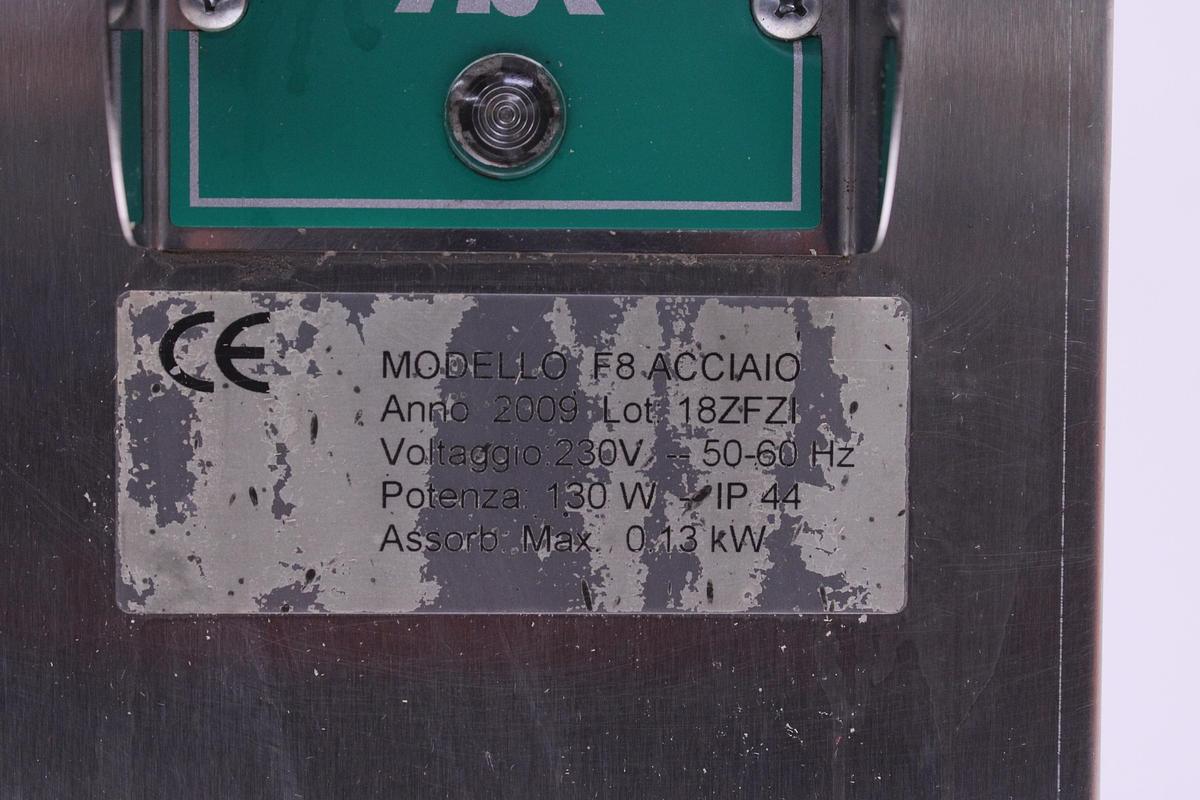 CE
MODELLO F8 ACCIAIO
Anno 2009 Lot. 18ZFZI
Voltaggio: 230V -- 50-60 Hz
Potenza: 130 W -- IP 44
Assorb. Max. 0.13 kW